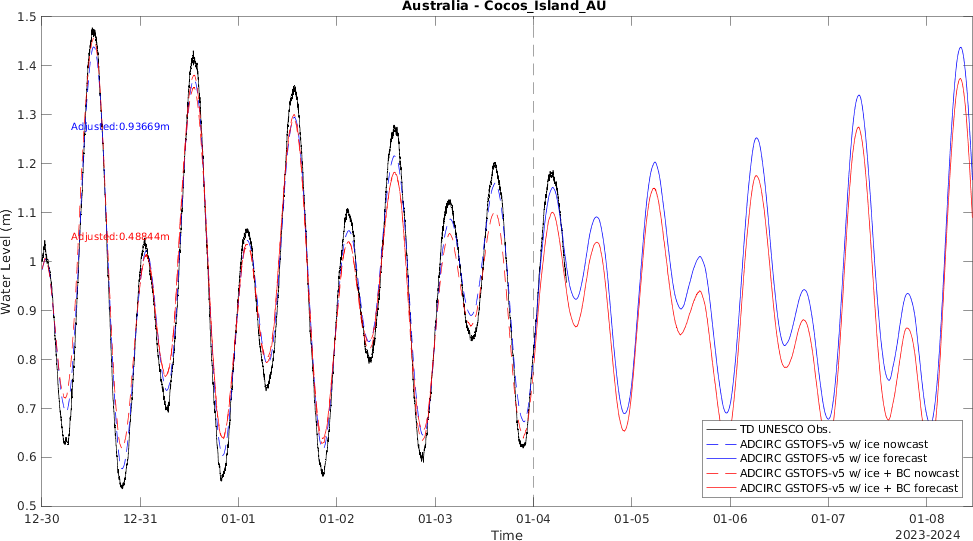 Australia - Cocos_Island_AU
1.5
1.4
1.3
1.2
1.1
1
0.9
0.8
0.7
0.6
0.5
Water Level (m)
Adjusted:0.93669m
Adjusted:0.48844m
TD UNESCO Obs.
ADCIRC GSTOFS-v5 w/ ice nowcast
ADCIRC GSTOFS-v5 w/ ice forecast
ADCIRC GSTOFS-v5 w/ ice + BC nowcast
ADCIRC GSTOFS-v5 w/ ice + BC forecast
12-30 12-31 01-01 01-02 01-03 01-04 01-05 01-06 01-07 01-08
Time
2023-2024